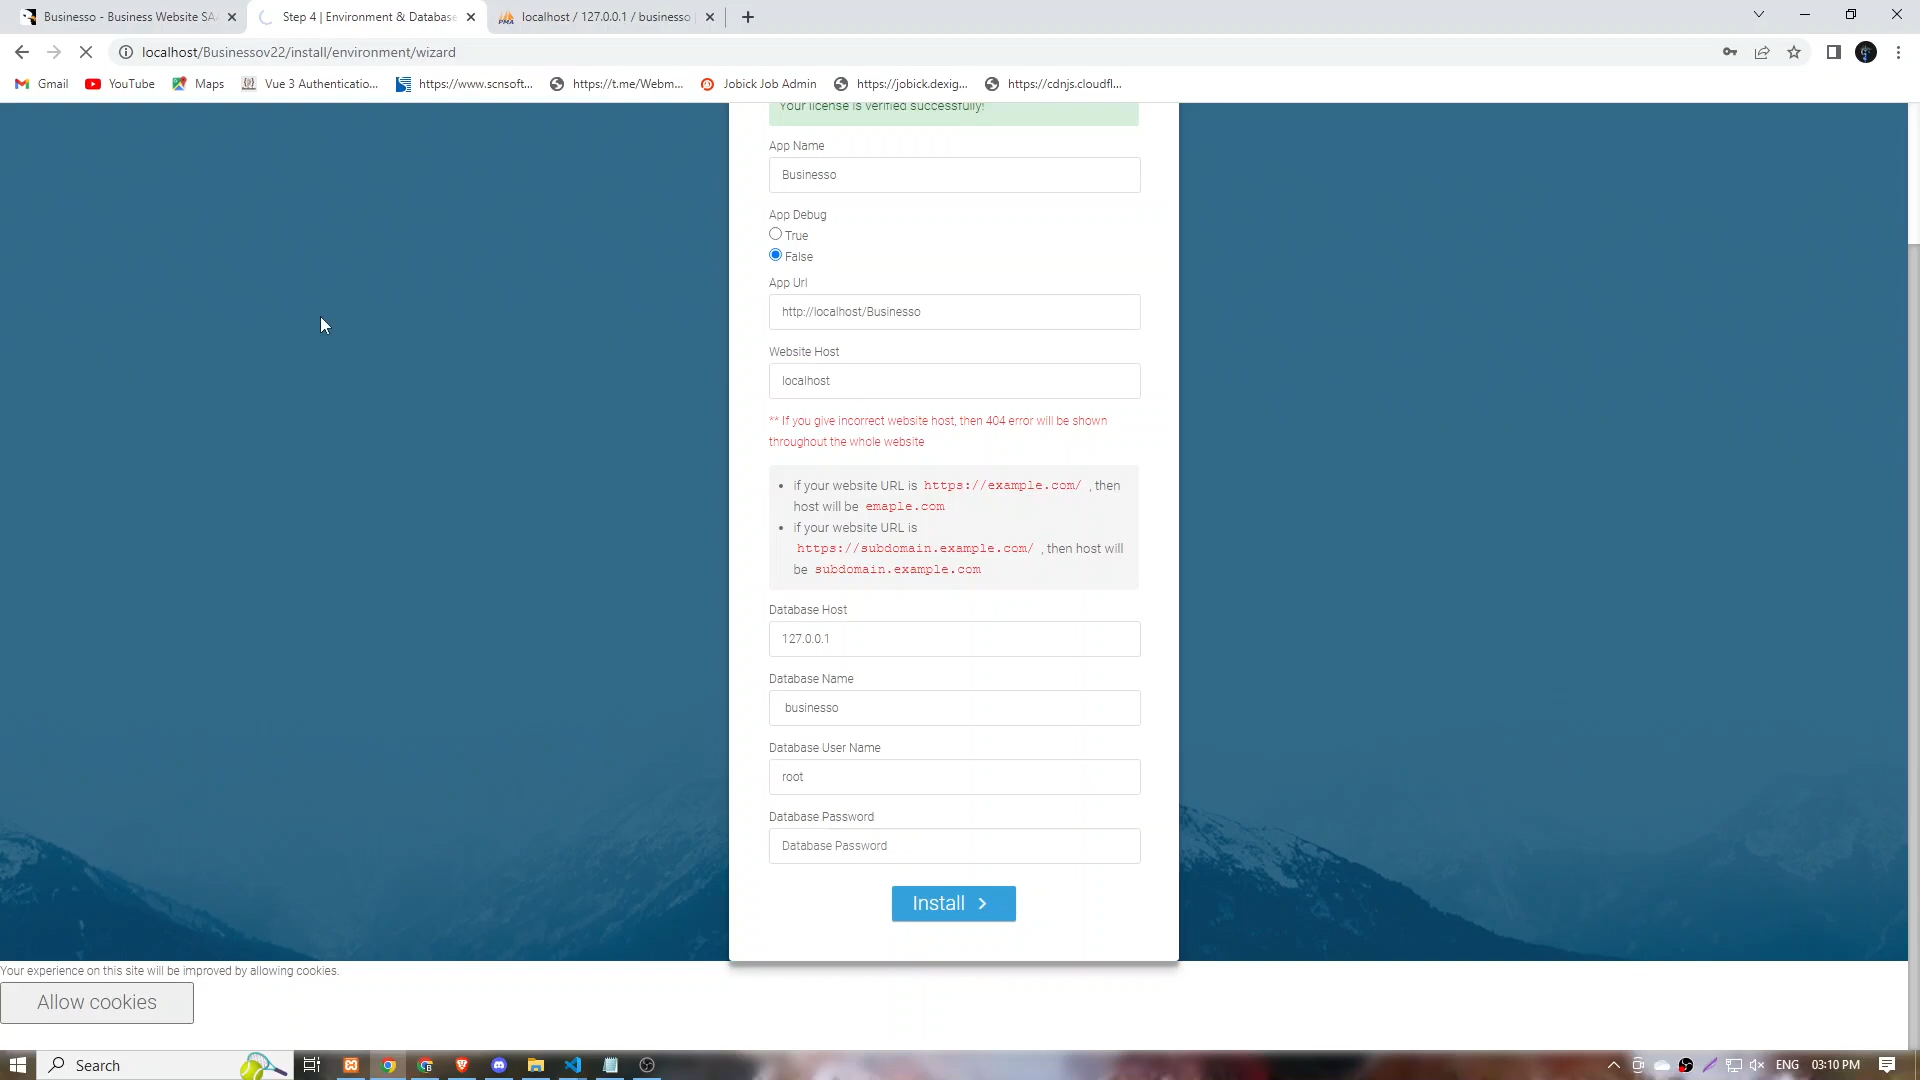 Businesso - Business Website SAA
Step 4 | Environment & Database
localhost / 127.0.0.1 / businesso
localhost/Businessov22/install/environment/wizard
Gmail
YouTube
Maps
Vue 3 Authenticatio...
https://www.scnsoft...
https://t.me/Webm...
Jobick Job Admin
https://jobick.dexig...
https://cdnjs.cloudfl...
Your license is verified successfully!
App Name
Businesso
App Debug
True
False
App Url
http://localhost/Businesso
Website Host
localhost
** If you give incorrect website host, then 404 error will be shown
throughout the whole website
if your website URL is https://example.com/ , then
host will be emaple.com
if your website URL is
https://subdomain.example.com/ , then host will
be subdomain.example.com
Database Host
127.0.0.1
Database Name
businesso
Database User Name
root
Database Password
Database Password
Install
Your experience on this site will be improved by allowing cookies.
Allow cookies
Search
ENG
03:10 PM